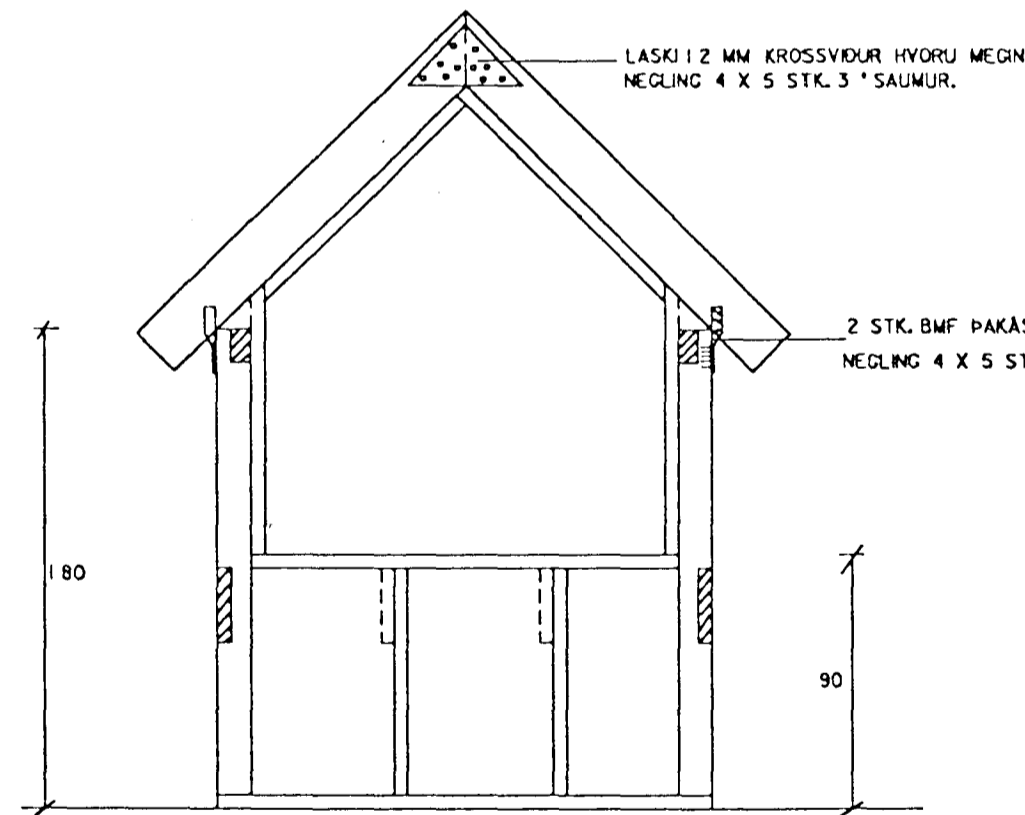 LASKI 12 MM KROSSVIÐUR HVORU MEGIN
NEGLING 4 X 5 STK. 3 " SAUMUR.
2 STK. BMF ÞAKÁS
NEGLING 4 X 5 ST
180
90